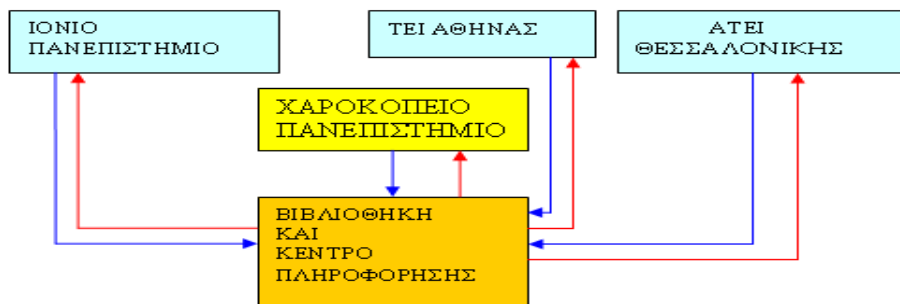 ΙΟΝΙΟ
ΠΑΝΕΠΙΣΤΗΜΙΟ
ΤΕΙ ΑΘΗΝΑΣ
ΑΤΕΙ
ΘΕΣΣΑΛΟΝΙΚΗΣ
ΧΑΡΟΚΟΠΕΙΟ
ΠΑΝΕΠΙΣΤΗΜΙΟ
ΒΙΒΛΙΟΘΗΚΗ
ΚΑΙ
ΚΕΝΤΡΟ
ΠΛΗΡΟΦΟΡΗΣΗΣ